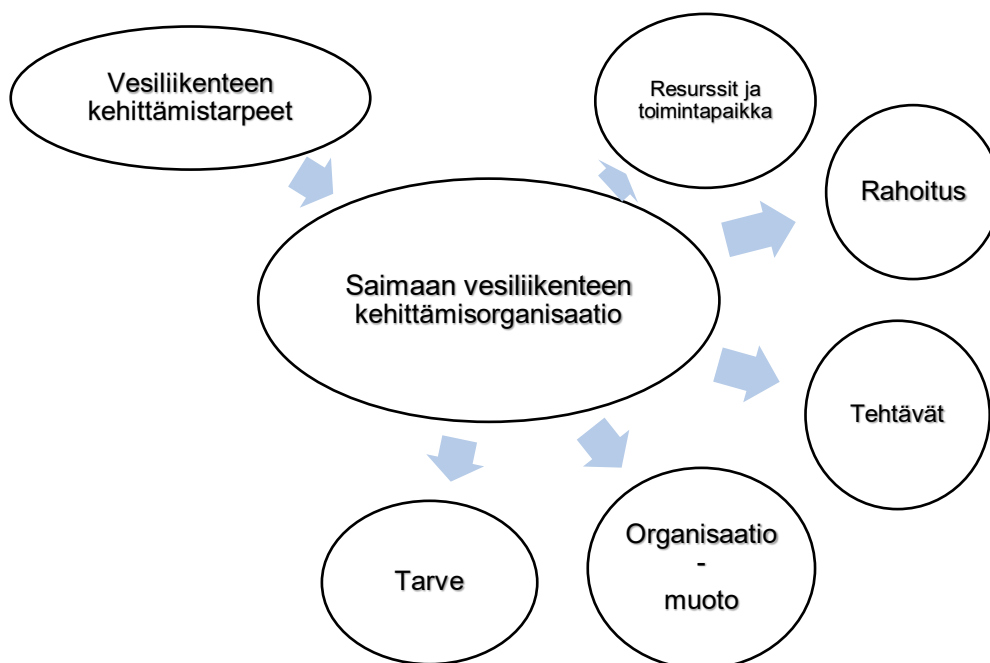 Vesiliikenteen
kehittämistarpeet
Resurssit ja
toimintapaikka
Rahoitus
Saimaan vesiliikenteen
kehittämisorganisaatio
Tehtävät
Organisaatio
-
muoto
Tarve